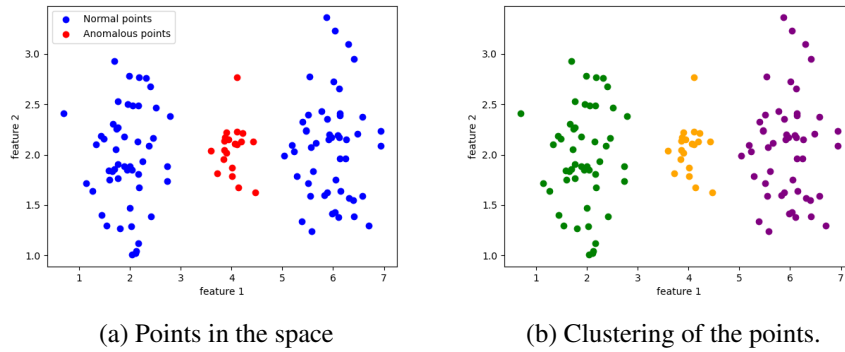 Normal points
Anomalous points
3.0
2.5
2.0
1.5
1.0
feature 2
1 2 3 4 5 6 7
feature 1
(a) Points in the space
3.0
2.5
2.0
1.5
1.0
feature 2
1 2 3 4 5 6 7
feature 1
(b) Clustering of the points.